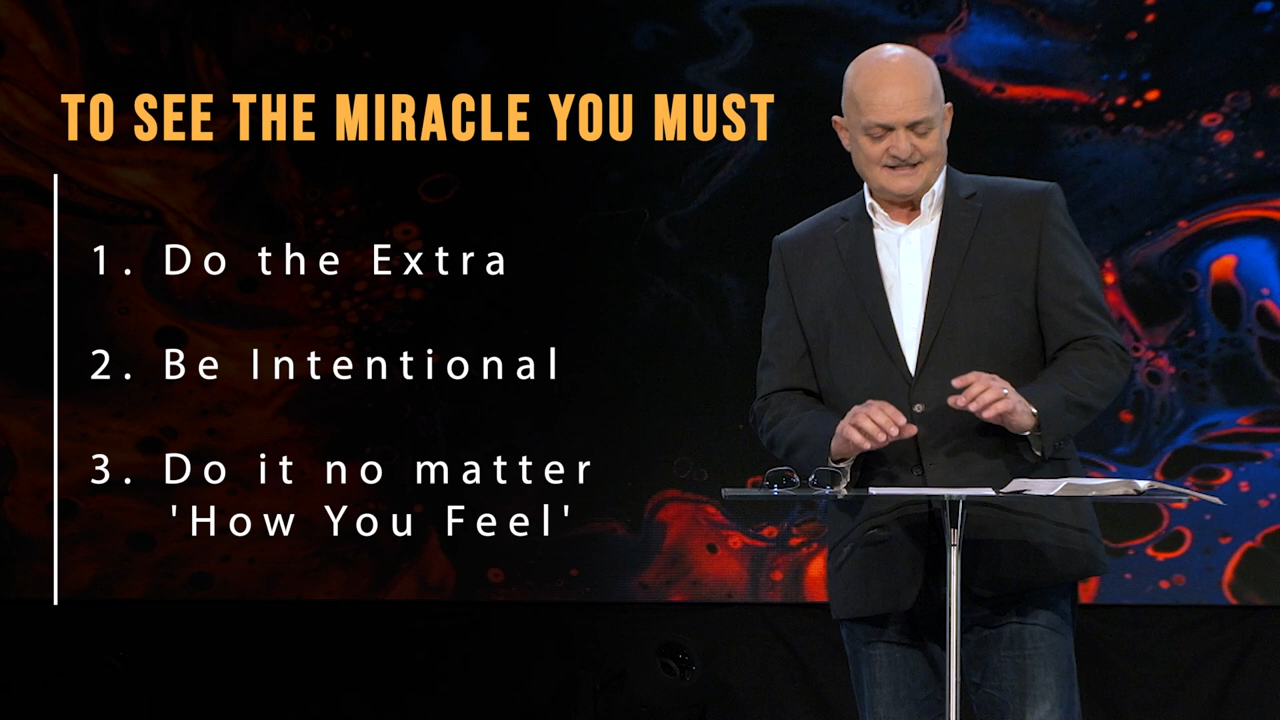 TO SEE THE MIRACLE YOU MUST
1. Do the Extra
2. Be Intentional
3. Do it no matter
'How You Feel'